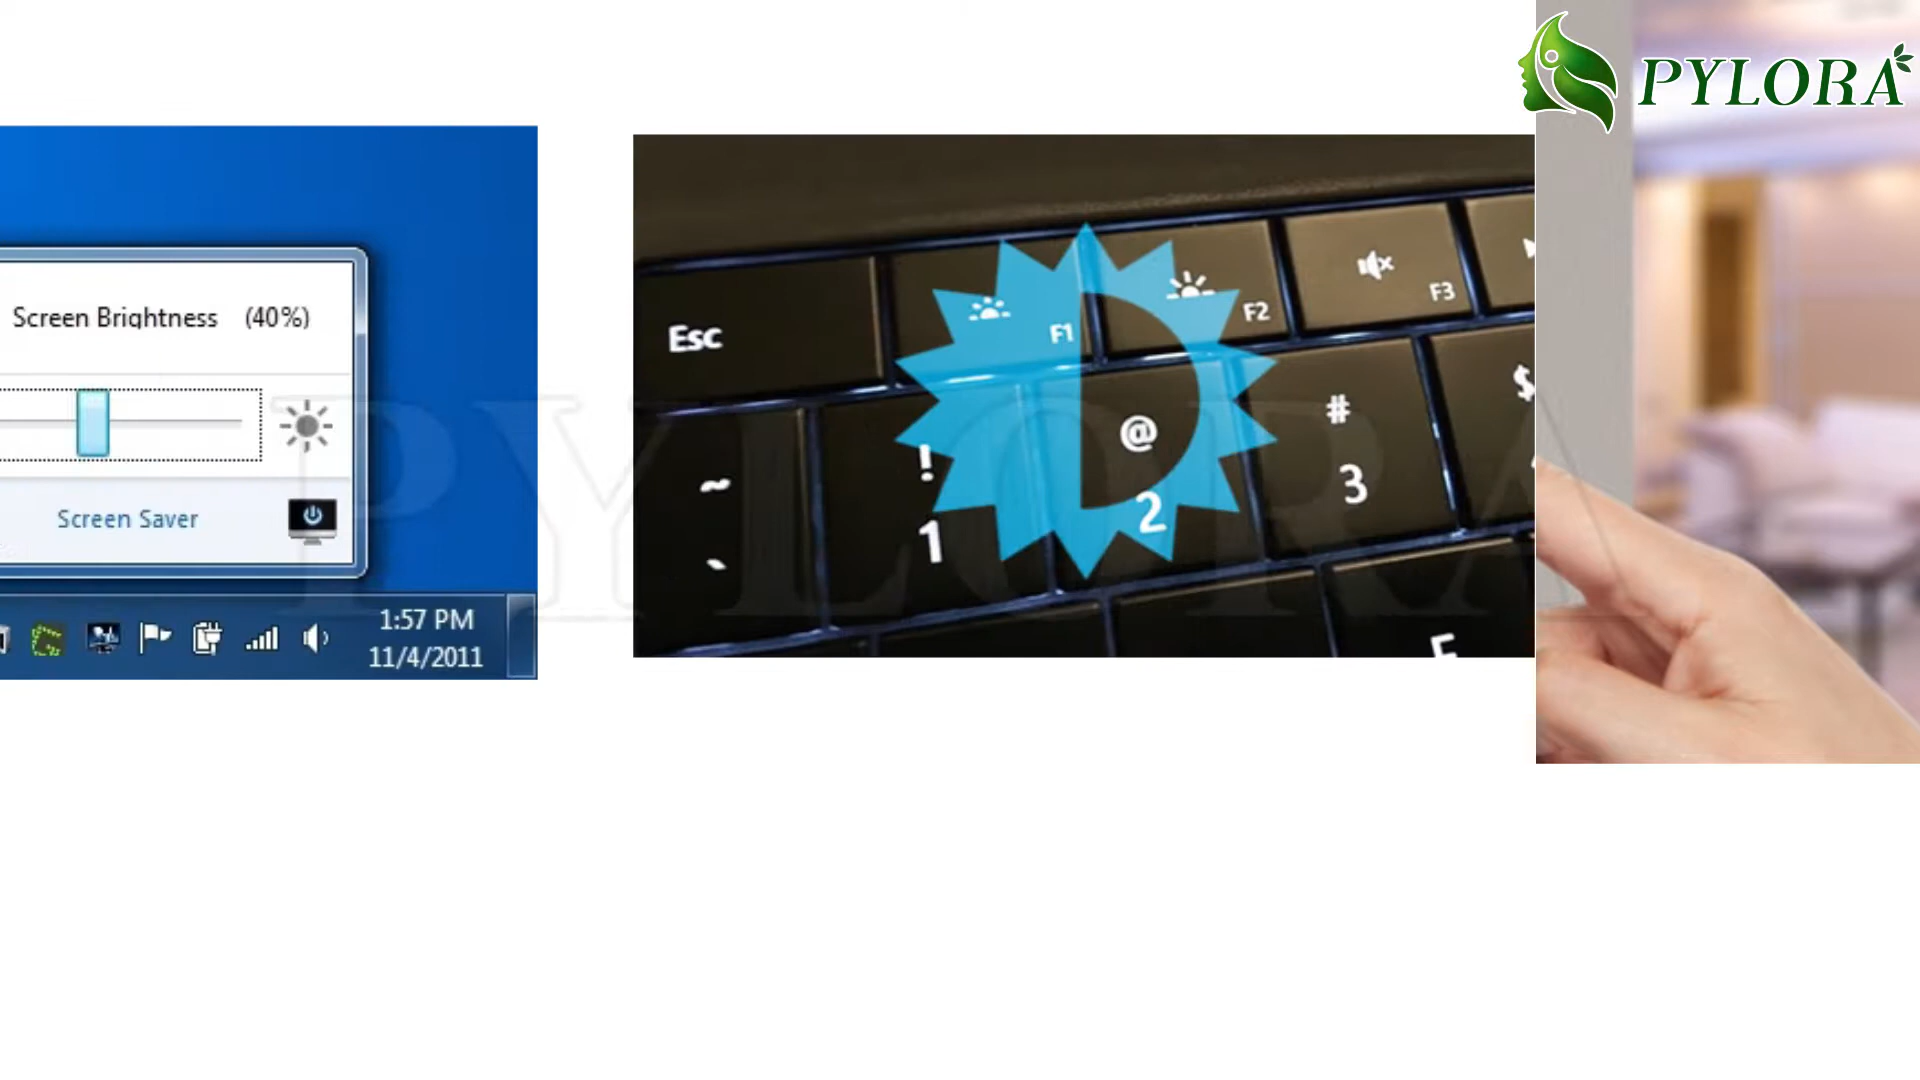 PYLORA
Screen Brightness (40%)
Screen Saver
1:57 PM
11/4/2011
Esc
F1
F2
F3
~
`
!
1
@
2
#
3
$
E
PYLORA